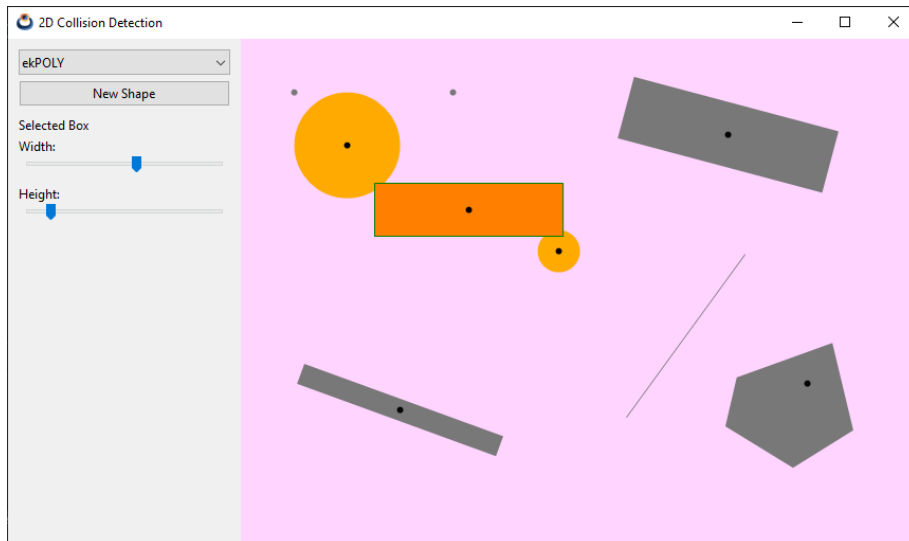 2D Collision Detection
ekPOLY
New Shape
Selected Box
Width:
Height: